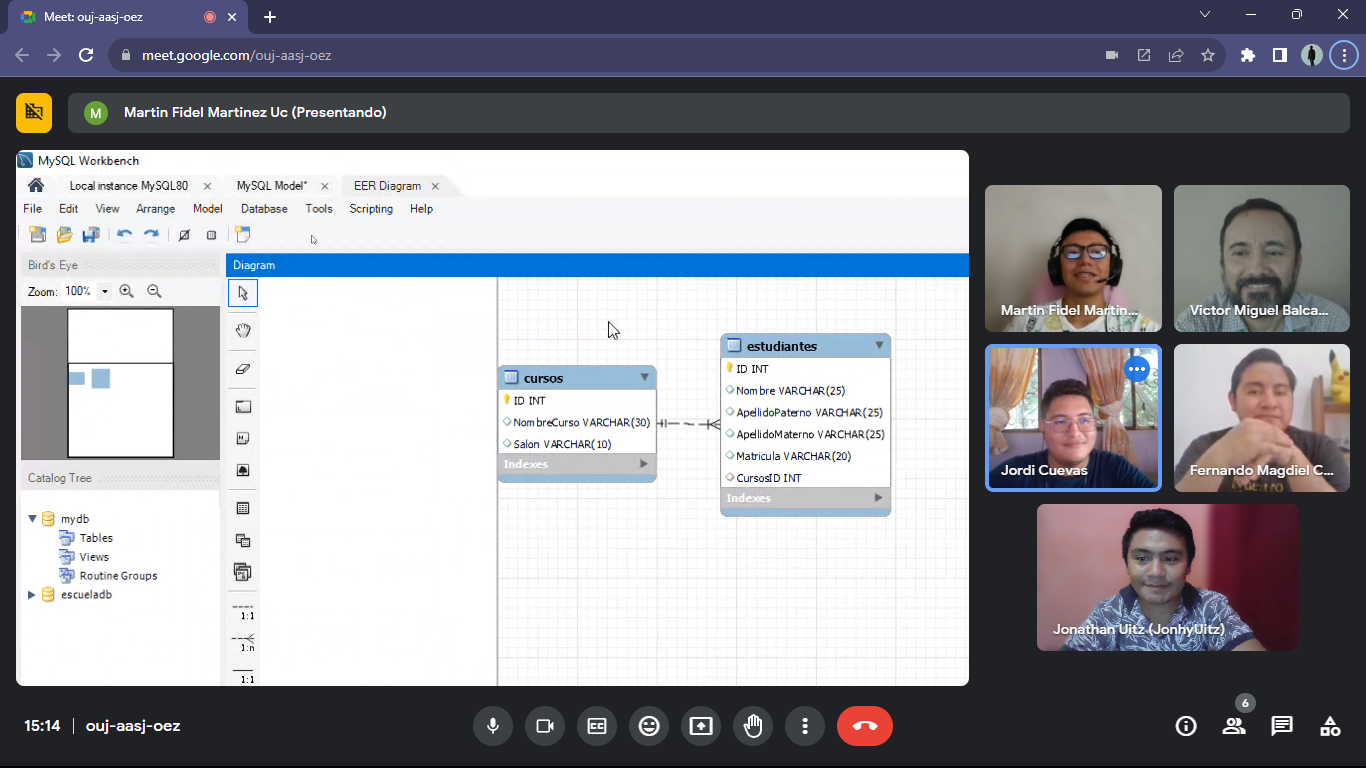 Meet: ouj-aasj-oez
meet.google.com/ouj-aasj-oez
M
Martin Fidel Martinez Uc (Presentando)
MySQL Workbench
Local instance MySQL80
MySQL Model*
EER Diagram
File Edit View Arrange Model Database Tools Scripting Help
Bird's Eye
Zoom: 100%
Diagram
cursos
ID INT
NombreCurso VARCHAR(30)
Salon VARCHAR(10)
Indexes
estudiantes
ID INT
Nombre VARCHAR(25)
ApellidoPaterno VARCHAR(25)
ApellidoMaterno VARCHAR(25)
Matricula VARCHAR(20)
CursosID INT
Indexes
Catalog Tree
mydb
Tables
Views
Routine Groups
escueladb
1:1
1:n
1:1
Martin Fidel Martin...
Victor Miguel Balca...
Jordi Cuevas
Fernando Magdiel C...
Jonathan Uitz (JonhyUitz)
15:14 | ouj-aasj-oez
6